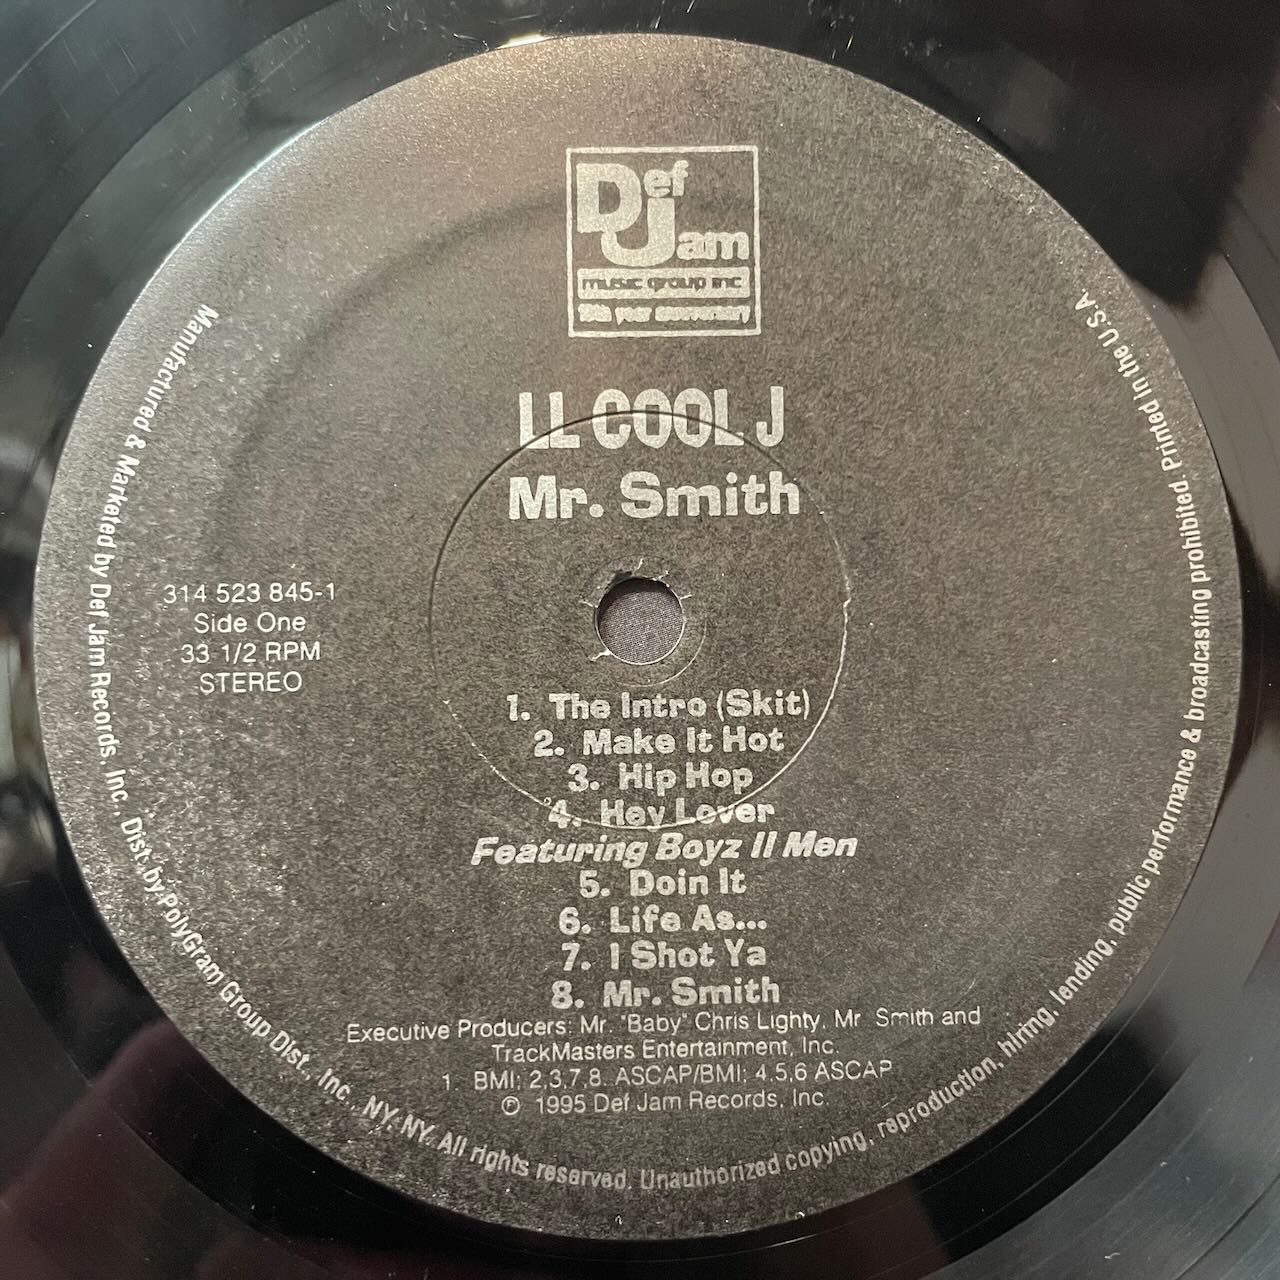 Def
Jam
music group inc
10th year anniversary
LL COOL J
Mr. Smith
314 523 845-1
Side One
33 1/2 RPM
STEREO
1. The Intro (Skit)
2. Make It Hot
3. Hip Hop
4. Hey Lover
Featuring Boyz II Men
5. Doin It
6. Life As...
7. I Shot Ya
8. Mr. Smith
Executive Producers: Mr. "Baby" Chris Lighty, Mr Smith and
TrackMasters Entertainment, Inc.
1. BMI; 2,3,7,8. ASCAP/BMI; 4,5,6 ASCAP
℗ 1995 Def Jam Records, Inc.
Manufactured & Marketed by Def Jam Records, Inc., Dist. by PolyGram Group Dist., Inc., NY, NY. All rights reserved. Unauthorized copying, reproduction, hiring, lending, public performance & broadcasting prohibited. Printed in the U.S.A.